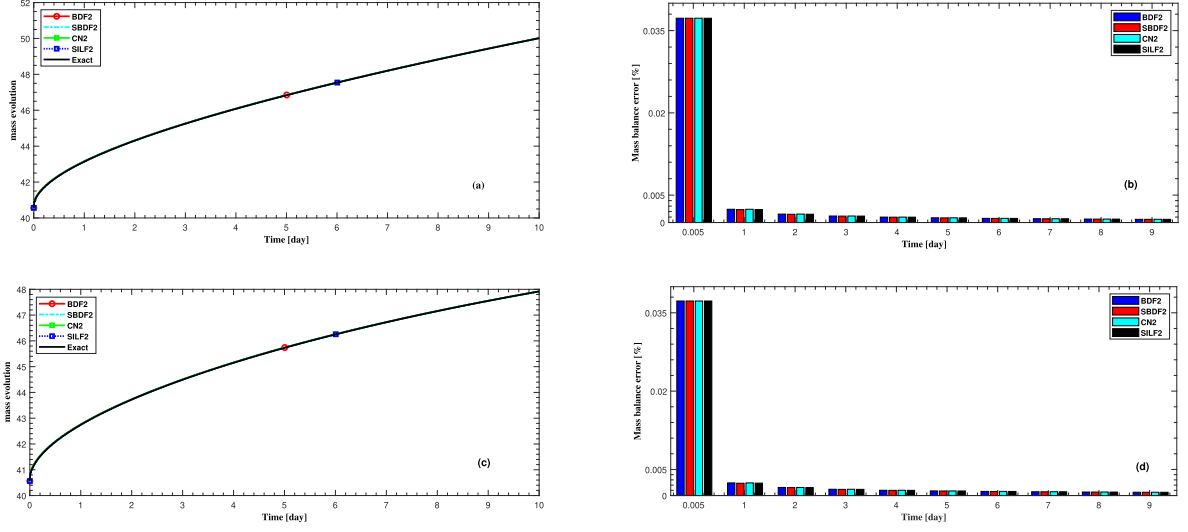 52
50
48
46
44
42
40
mass evolution
BDF2
SBDF2
CN2
SILF2
Exact
(a)
0 1 2 3 4 5 6 7 8 9 10
Time [day]
0.035
0.02
0.005
0
Mass balance error [%]
BDF2
SBDF2
CN2
SILF2
(b)
0.005 1 2 3 4 5 6 7 8 9
Time [day]
48
47
46
45
44
43
42
41
40
mass evolution
BDF2
SBDF2
CN2
SILF2
Exact
(c)
0 1 2 3 4 5 6 7 8 9 10
Time [day]
0.035
0.02
0.005
0
Mass balance error [%]
BDF2
SBDF2
CN2
SILF2
(d)
0.005 1 2 3 4 5 6 7 8 9
Time [day]